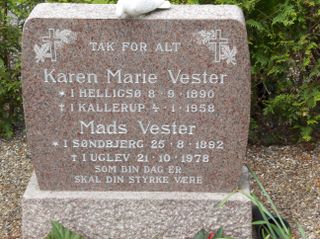 TAK FOR ALT
Karen Marie Vester
* I HELLIGSØ 8 - 9 - 1890
† I KALLERUP 4 - 1 - 1958
Mads Vester
* I SØNDBJERG 25 - 8 - 1892
† I UGLEV 21 - 10 - 1978
SOM DIN DAG ER
SKAL DIN STYRKE VÆRE